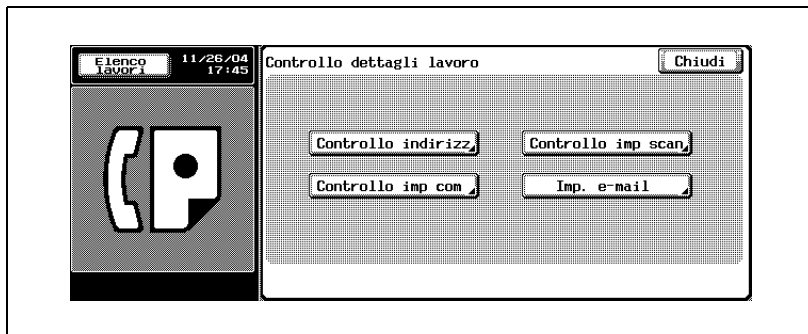 Elenco
lavori
11/26/04
17:45
Controllo dettagli lavoro
Chiudi
Controllo indirizz
Controllo imp scan
Controllo imp com
Imp. e-mail